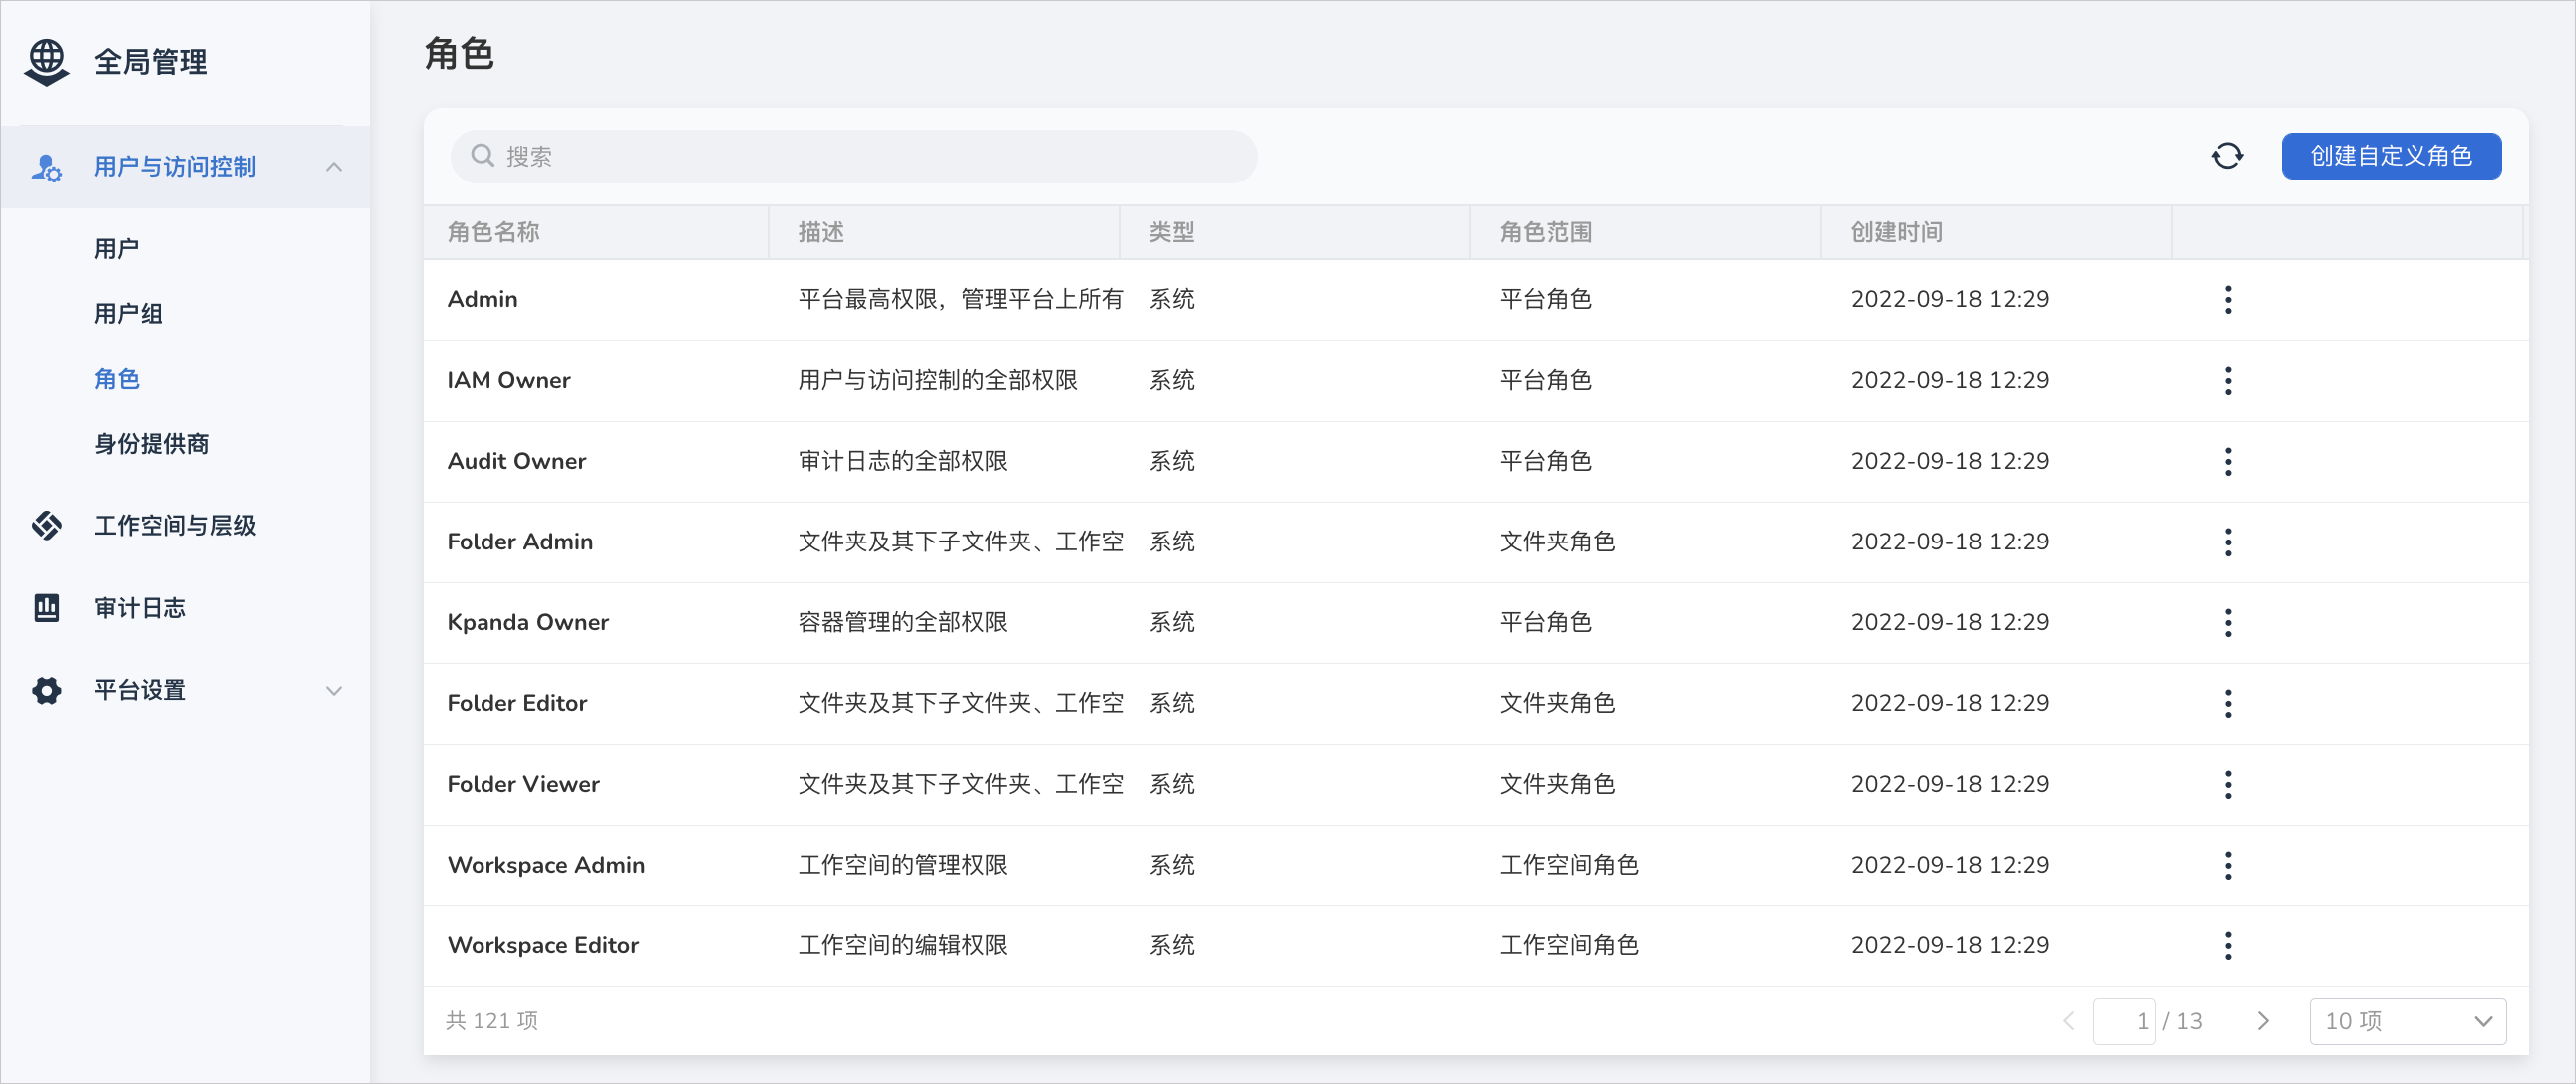 全局管理
用户与访问控制
用户
用户组
角色
身份提供商
工作空间与层级
审计日志
平台设置
角色
搜索
创建自定义角色
角色名称 描述 类型 角色范围 创建时间
Admin 平台最高权限，管理平台上所有 系统 平台角色 2022-09-18 12:29
IAM Owner 用户与访问控制的全部权限 系统 平台角色 2022-09-18 12:29
Audit Owner 审计日志的全部权限 系统 平台角色 2022-09-18 12:29
Folder Admin 文件夹及其下子文件夹、工作空 系统 文件夹角色 2022-09-18 12:29
Kpanda Owner 容器管理的全部权限 系统 平台角色 2022-09-18 12:29
Folder Editor 文件夹及其下子文件夹、工作空 系统 文件夹角色 2022-09-18 12:29
Folder Viewer 文件夹及其下子文件夹、工作空 系统 文件夹角色 2022-09-18 12:29
Workspace Admin 工作空间的管理权限 系统 工作空间角色 2022-09-18 12:29
Workspace Editor 工作空间的编辑权限 系统 工作空间角色 2022-09-18 12:29
共 121 项 1 / 13 10 项